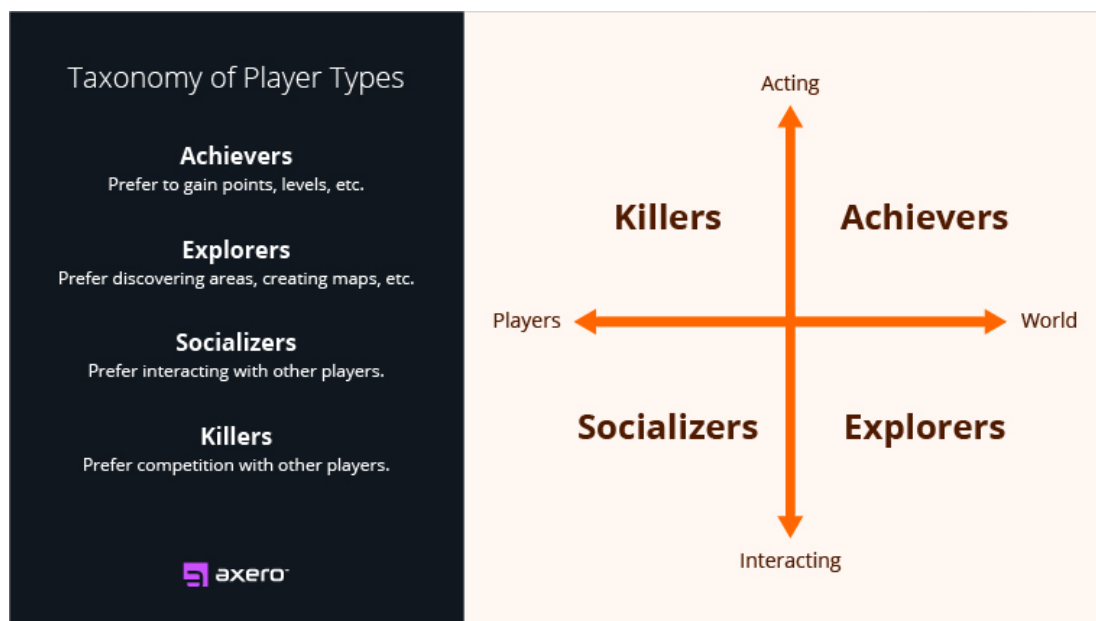 Taxonomy of Player Types
Achievers
Prefer to gain points, levels, etc.
Explorers
Prefer discovering areas, creating maps, etc.
Socializers
Prefer interacting with other players.
Killers
Prefer competition with other players.
axero
Acting
Killers
Achievers
Players
World
Socializers
Explorers
Interacting